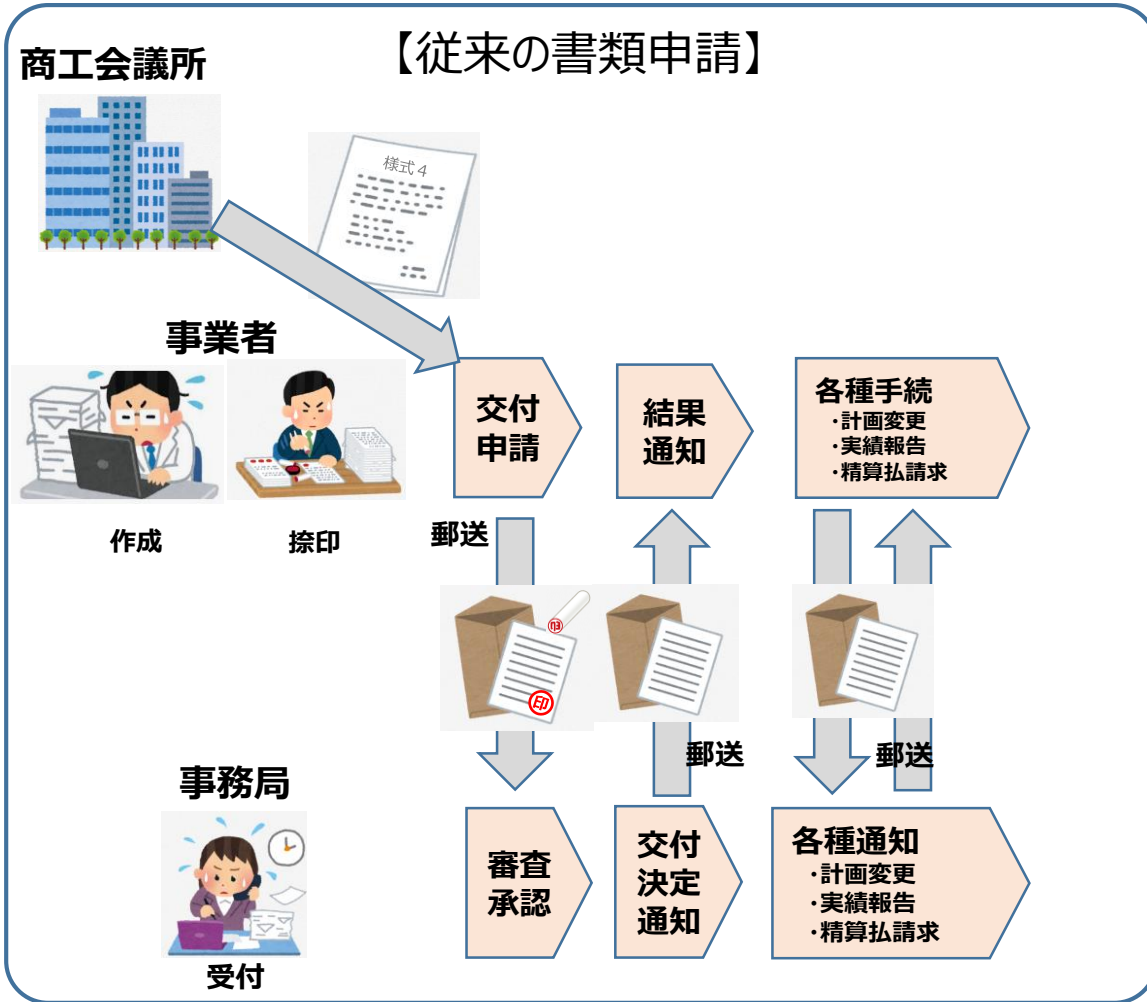 【従来の書類申請】
商工会議所
様式4
事業者
作成
捺印
交付
申請
結果
通知
各種手続
・計画変更
・実績報告
・精算払請求
郵送
印
印
郵送
郵送
事務局
受付
審査
承認
交付
決定
通知
各種通知
・計画変更
・実績報告
・精算払請求